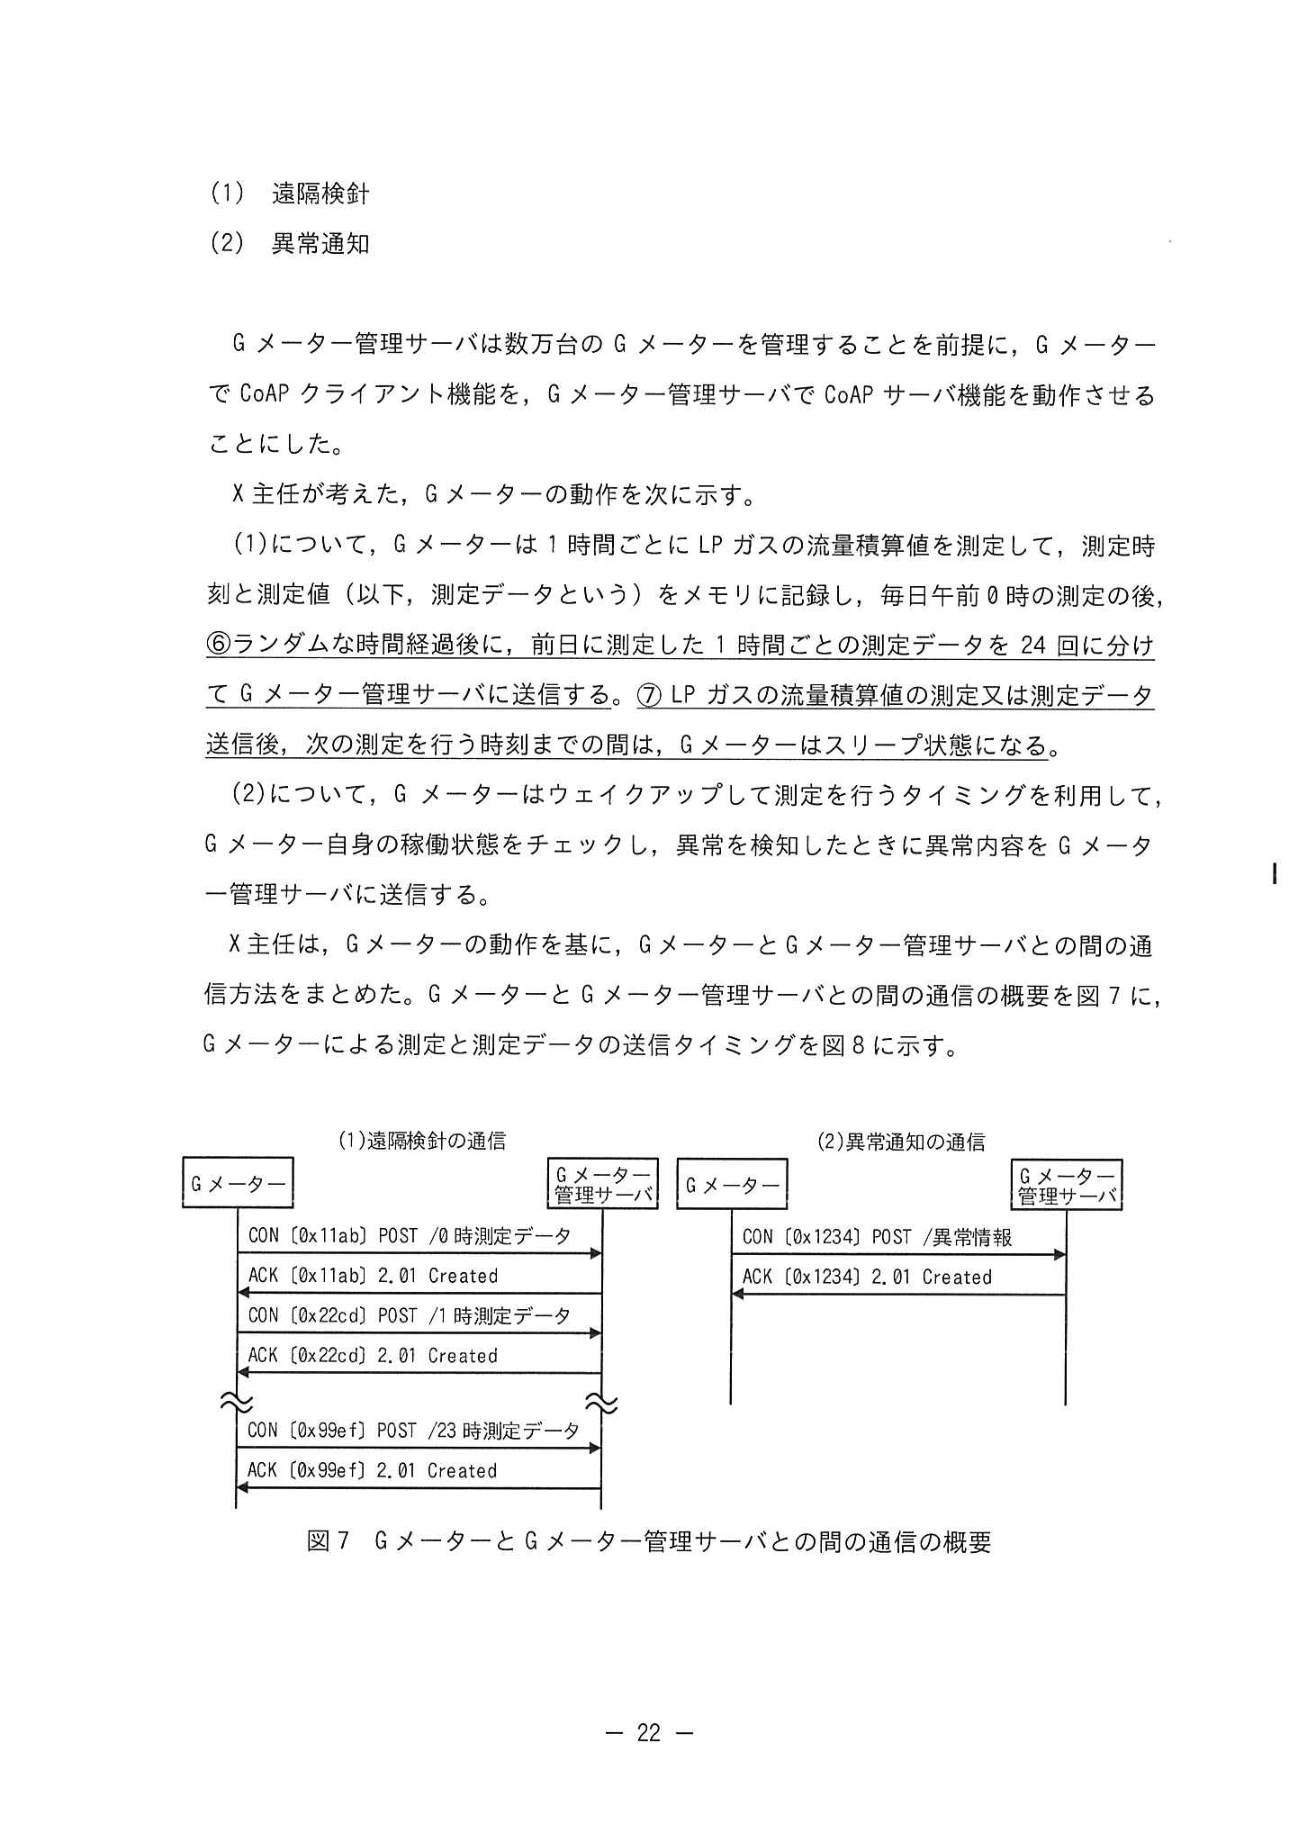 (1) 遠隔検針
(2) 異常通知
G メーター管理サーバは数万台の G メーターを管理することを前提に，G メーター
で CoAP クライアント機能を，G メーター管理サーバで CoAP サーバ機能を動作させる
ことにした。
X 主任が考えた，G メーターの動作を次に示す。
(1)について，G メーターは 1 時間ごとに LP ガスの流量積算値を測定して，測定時
刻と測定値（以下，測定データという）をメモリに記録し，毎日午前 0 時の測定の後，
⑥ランダムな時間経過後に，前日に測定した 1 時間ごとの測定データを 24 回に分け
て G メーター管理サーバに送信する。⑦LP ガスの流量積算値の測定又は測定データ
送信後，次の測定を行う時刻までの間は，G メーターはスリープ状態になる。
(2)について，G メーターはウェイクアップして測定を行うタイミングを利用して，
G メーター自身の稼働状態をチェックし，異常を検知したときに異常内容を G メータ
ー管理サーバに送信する。
X 主任は，G メーターの動作を基に，G メーターと G メーター管理サーバとの間の通
信方法をまとめた。G メーターと G メーター管理サーバとの間の通信の概要を図 7 に，
G メーターによる測定と測定データの送信タイミングを図 8 に示す。
(1)遠隔検針の通信
G メーター
G メーター
管理サーバ
CON〔0x11ab〕POST /0 時測定データ
ACK〔0x11ab〕2.01 Created
CON〔0x22cd〕POST /1 時測定データ
ACK〔0x22cd〕2.01 Created
CON〔0x99ef〕POST /23 時測定データ
ACK〔0x99ef〕2.01 Created
(2)異常通知の通信
G メーター
G メーター
管理サーバ
CON〔0x1234〕POST /異常情報
ACK〔0x1234〕2.01 Created
図 7 G メーターと G メーター管理サーバとの間の通信の概要
－ 22 －